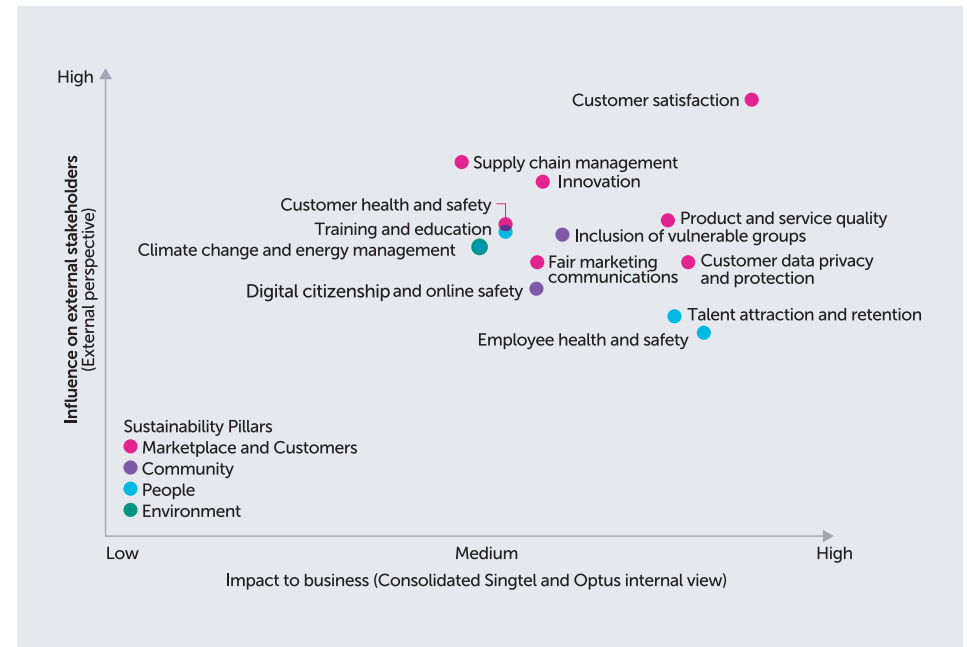 High
Customer satisfaction
Supply chain management
Innovation
Customer health and safety
Product and service quality
Training and education
Inclusion of vulnerable groups
Climate change and energy management
Fair marketing
communications
Customer data privacy
and protection
Digital citizenship and online safety
Talent attraction and retention
Employee health and safety
Influence on external stakeholders
(External perspective)
Sustainability Pillars
Marketplace and Customers
Community
People
Environment
Low
Medium
High
Impact to business (Consolidated Singtel and Optus internal view)